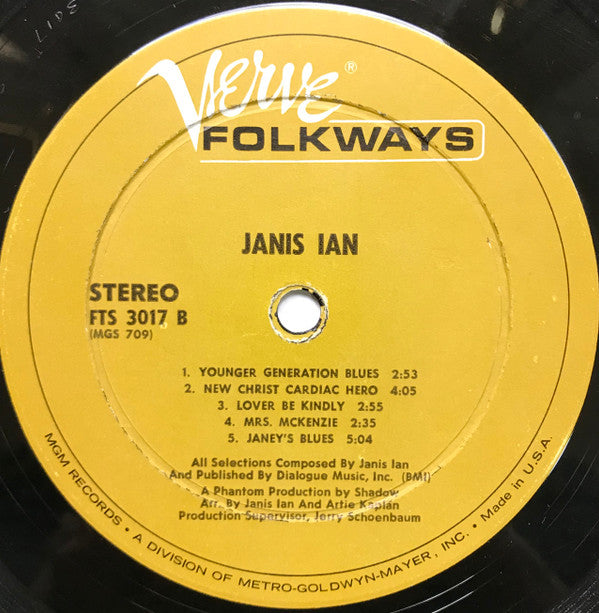 3017
Verve®
FOLKWAYS
JANIS IAN
STEREO
FTS 3017 B
(MGS 709)
1. YOUNGER GENERATION BLUES 2:53
2. NEW CHRIST CARDIAC HERO 4:05
3. LOVER BE KINDLY 2:55
4. MRS. MCKENZIE 2:35
5. JANEY'S BLUES 5:04
All Selections Composed By Janis Ian
And Published By Dialogue Music, Inc. (BMI)
A Phantom Production by Shadow
Arr. By Janis Ian And Artie Kaplan
Production Supervisor, Jerry Schoenbaum
MGM RECORDS • A DIVISION OF METRO-GOLDWYN-MAYER, INC. • Made in U.S.A.